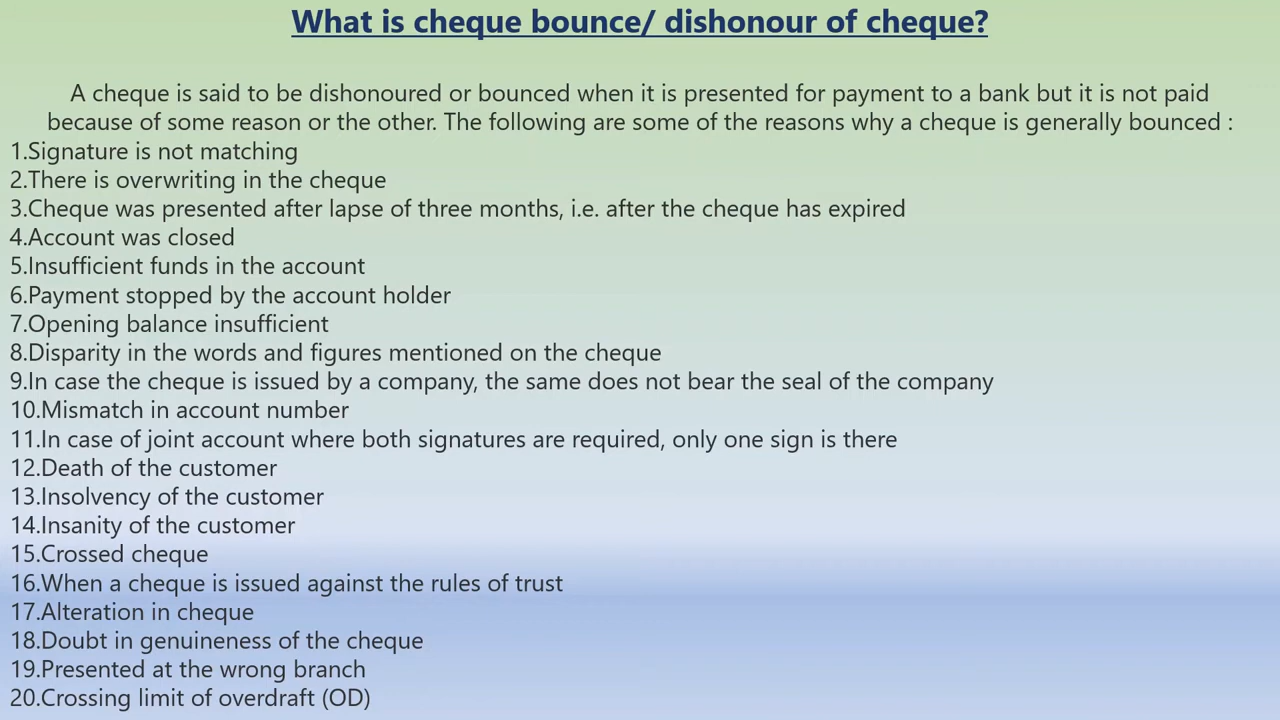 What is cheque bounce/ dishonour of cheque?
A cheque is said to be dishonoured or bounced when it is presented for payment to a bank but it is not paid
because of some reason or the other. The following are some of the reasons why a cheque is generally bounced :
1.Signature is not matching
2.There is overwriting in the cheque
3.Cheque was presented after lapse of three months, i.e. after the cheque has expired
4.Account was closed
5.Insufficient funds in the account
6.Payment stopped by the account holder
7.Opening balance insufficient
8.Disparity in the words and figures mentioned on the cheque
9.In case the cheque is issued by a company, the same does not bear the seal of the company
10.Mismatch in account number
11.In case of joint account where both signatures are required, only one sign is there
12.Death of the customer
13.Insolvency of the customer
14.Insanity of the customer
15.Crossed cheque
16.When a cheque is issued against the rules of trust
17.Alteration in cheque
18.Doubt in genuineness of the cheque
19.Presented at the wrong branch
20.Crossing limit of overdraft (OD)